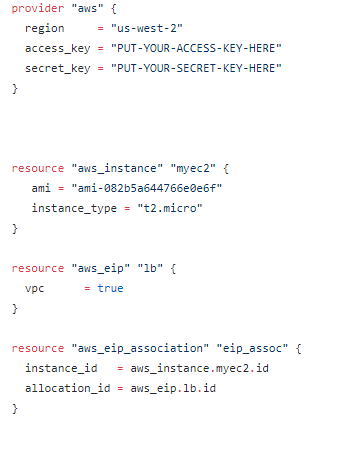 provider "aws" {
  region     = "us-west-2"
  access_key = "PUT-YOUR-ACCESS-KEY-HERE"
  secret_key = "PUT-YOUR-SECRET-KEY-HERE"
}
resource "aws_instance" "myec2" {
   ami = "ami-082b5a644766e0e6f"
   instance_type = "t2.micro"
}
resource "aws_eip" "lb" {
  vpc      = true
}
resource "aws_eip_association" "eip_assoc" {
  instance_id   = aws_instance.myec2.id
  allocation_id = aws_eip.lb.id
}